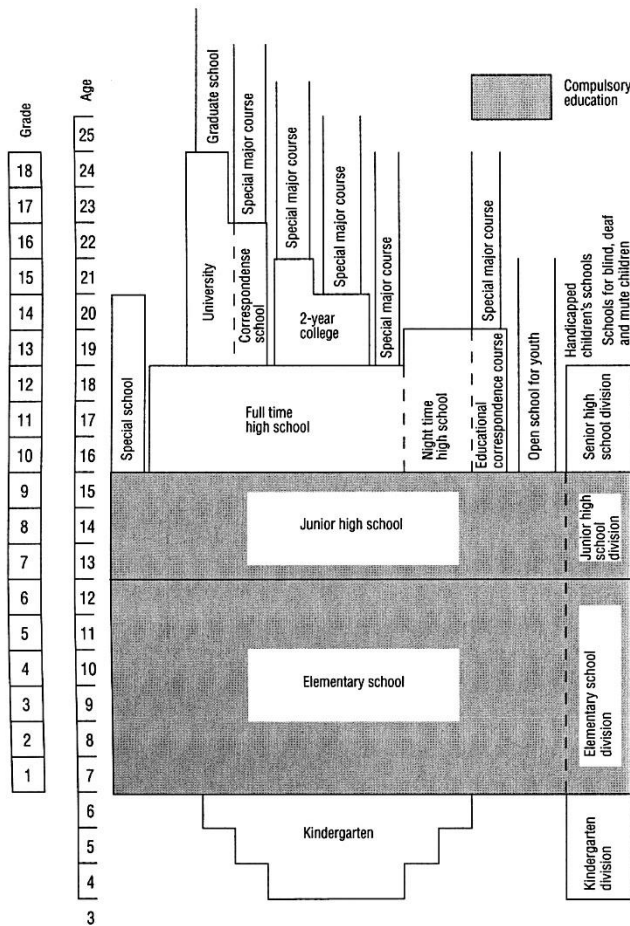 Grade
Age
Compulsory
education
25
18
24
17
23
16
22
15
21
14
20
13
19
12
18
11
17
10
16
9
15
8
14
7
13
6
12
5
11
4
10
3
9
2
8
1
7
6
5
4
3
Graduate school
Special major course
Special major course
Special major course
Special major course
Special major course
University
Correspondense
school
2-year
college
Special school
Full time
high school
Night time
high school
Educational
correspondence course
Open school for youth
Handicapped
children's schools
Schools for blind, deaf
and mute children
Senior high
school division
Junior high school
Junior high
school
division
Elementary school
Elementary school
division
Kindergarten
Kindergarten
division